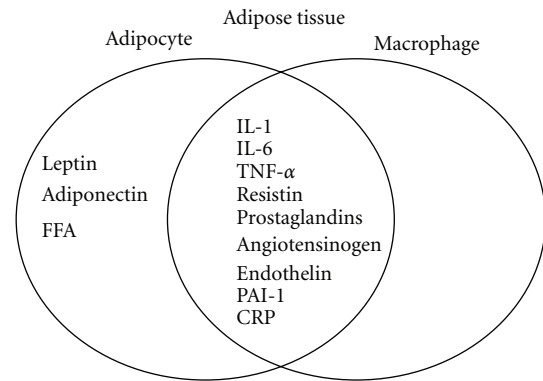 Adipose tissue
Adipocyte
Macrophage
Leptin
Adiponectin
FFA
IL-1
IL-6
TNF-α
Resistin
Prostaglandins
Angiotensinogen
Endothelin
PAI-1
CRP